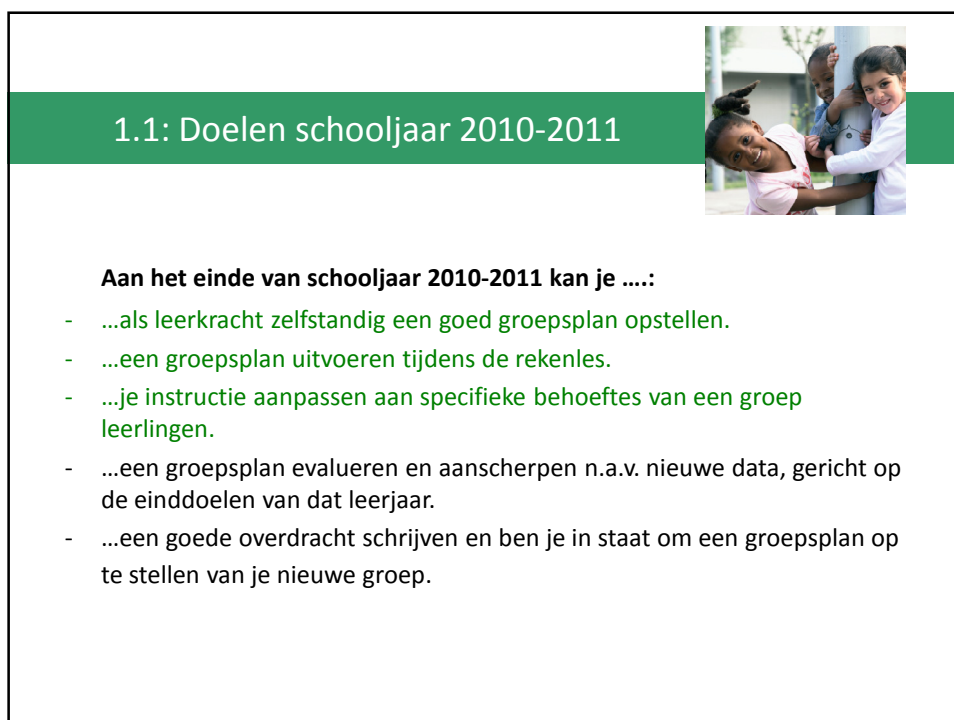 1.1: Doelen schooljaar 2010-2011
Aan het einde van schooljaar 2010-2011 kan je ….:
- …als leerkracht zelfstandig een goed groepsplan opstellen.
- …een groepsplan uitvoeren tijdens de rekenles.
- …je instructie aanpassen aan specifieke behoeftes van een groep
leerlingen.
- …een groepsplan evalueren en aanscherpen n.a.v. nieuwe data, gericht op
de einddoelen van dat leerjaar.
- …een goede overdracht schrijven en ben je in staat om een groepsplan op
te stellen van je nieuwe groep.